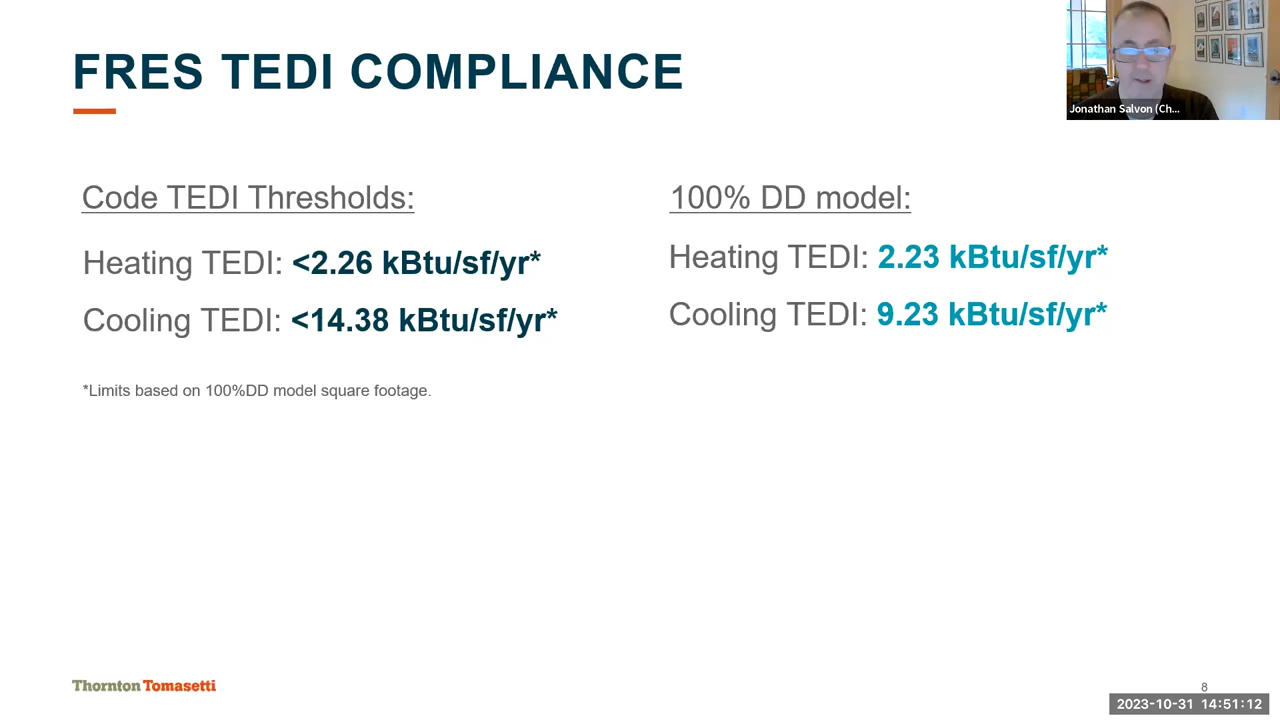 FRES TEDI COMPLIANCE
Jonathan Salvon (Ch...
Code TEDI Thresholds:
Heating TEDI: <2.26 kBtu/sf/yr*
Cooling TEDI: <14.38 kBtu/sf/yr*
*Limits based on 100%DD model square footage.
100% DD model:
Heating TEDI: 2.23 kBtu/sf/yr*
Cooling TEDI: 9.23 kBtu/sf/yr*
Thornton Tomasetti
8
2023-10-31 14:51:12